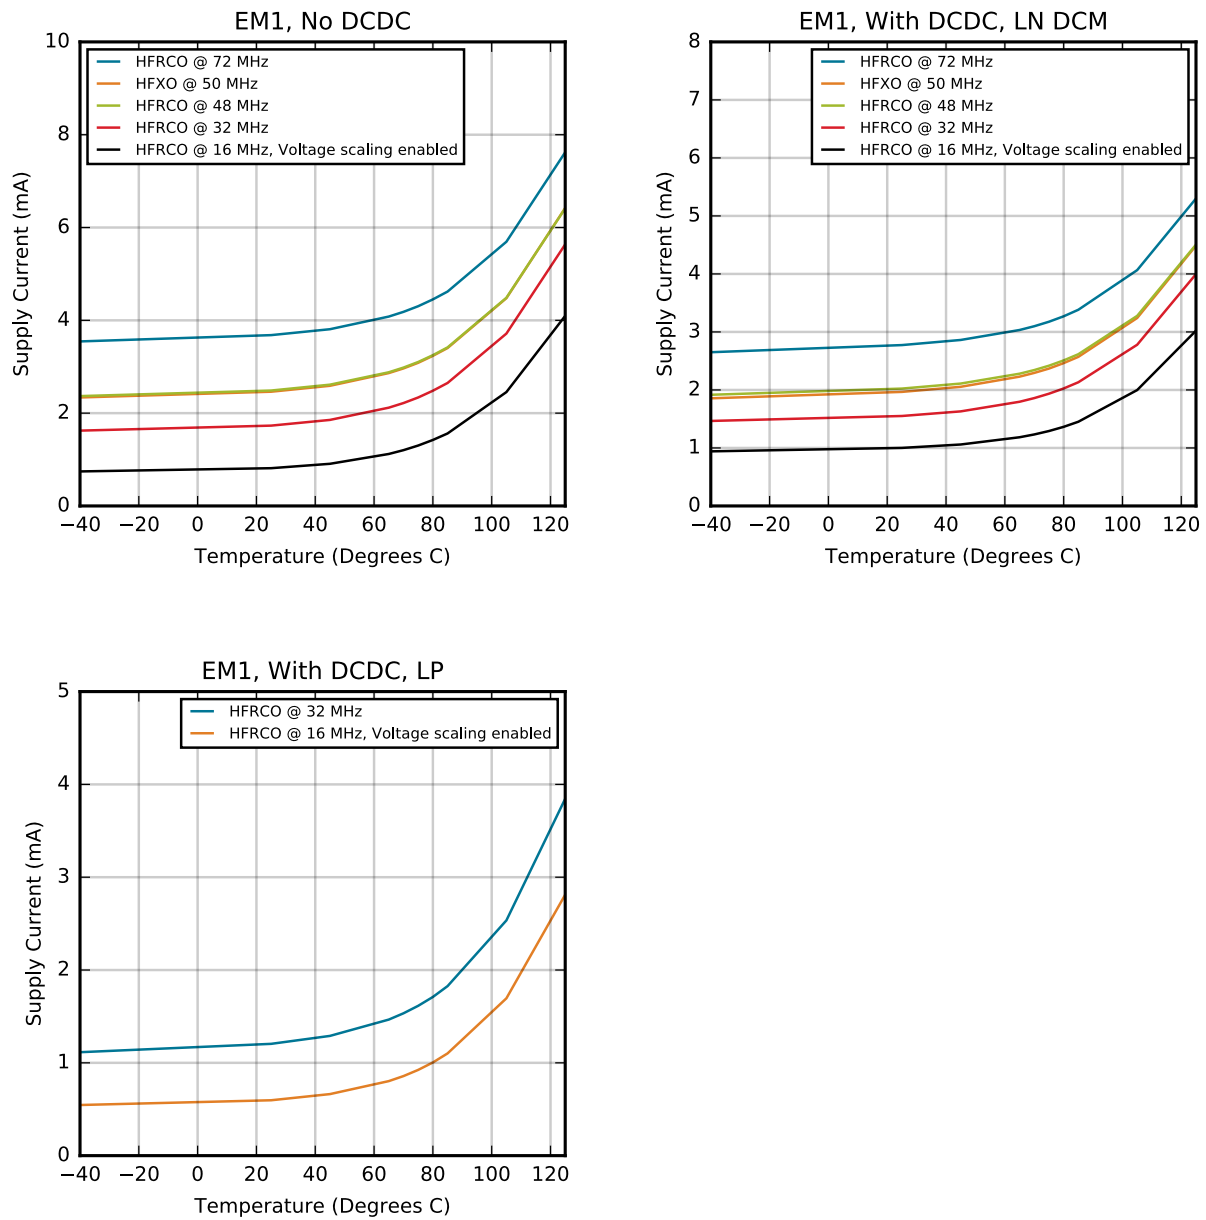 EM1, No DCDC
10
8
6
4
2
0
Supply Current (mA)
HFRCO @ 72 MHz
HFXO @ 50 MHz
HFRCO @ 48 MHz
HFRCO @ 32 MHz
HFRCO @ 16 MHz, Voltage scaling enabled
−40 −20 0 20 40 60 80 100 120
Temperature (Degrees C)
EM1, With DCDC, LN DCM
8
7
6
5
4
3
2
1
0
Supply Current (mA)
HFRCO @ 72 MHz
HFXO @ 50 MHz
HFRCO @ 48 MHz
HFRCO @ 32 MHz
HFRCO @ 16 MHz, Voltage scaling enabled
−40 −20 0 20 40 60 80 100 120
Temperature (Degrees C)
EM1, With DCDC, LP
5
4
3
2
1
0
Supply Current (mA)
HFRCO @ 32 MHz
HFRCO @ 16 MHz, Voltage scaling enabled
−40 −20 0 20 40 60 80 100 120
Temperature (Degrees C)